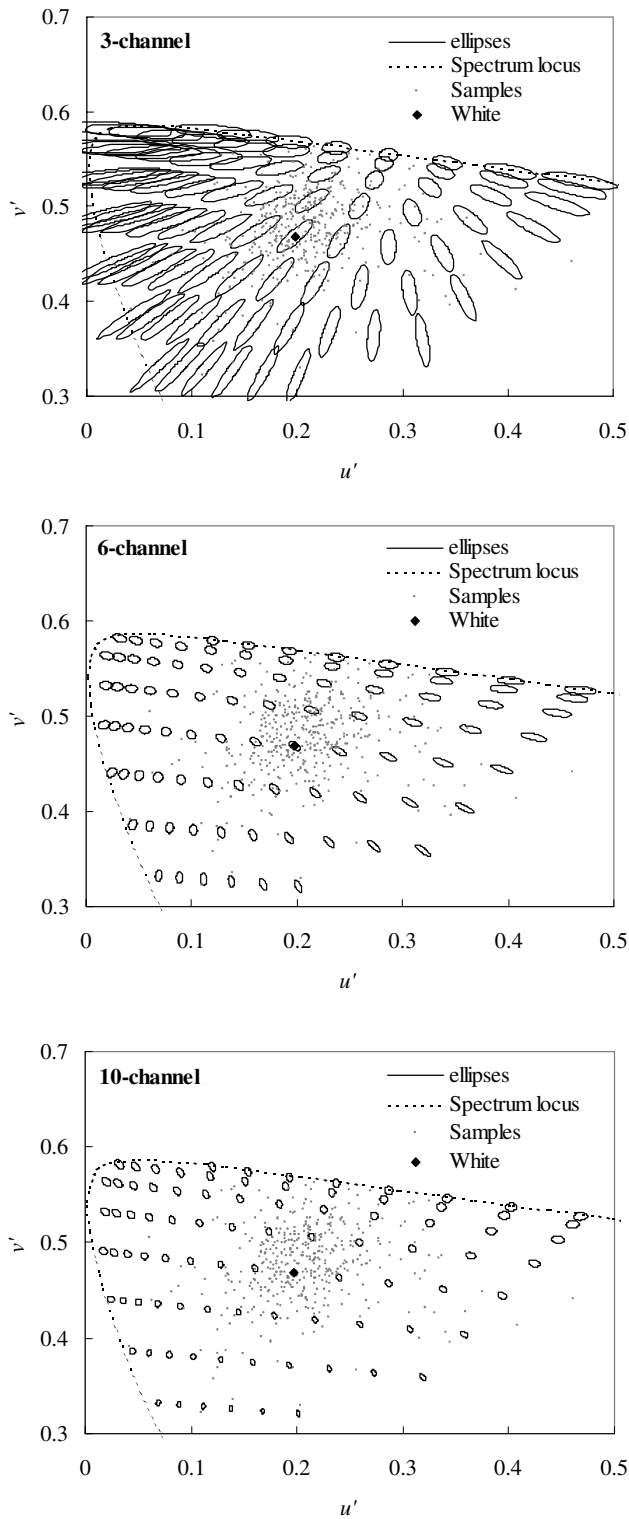 0.7
3-channel
ellipses
Spectrum locus
Samples
White
0.6
0.5
v'
0.4
0.3
0 0.1 0.2 0.3 0.4 0.5
u'
0.7
6-channel
ellipses
Spectrum locus
Samples
White
0.6
0.5
v'
0.4
0.3
0 0.1 0.2 0.3 0.4 0.5
u'
0.7
10-channel
ellipses
Spectrum locus
Samples
White
0.6
0.5
v'
0.4
0.3
0 0.1 0.2 0.3 0.4 0.5
u'